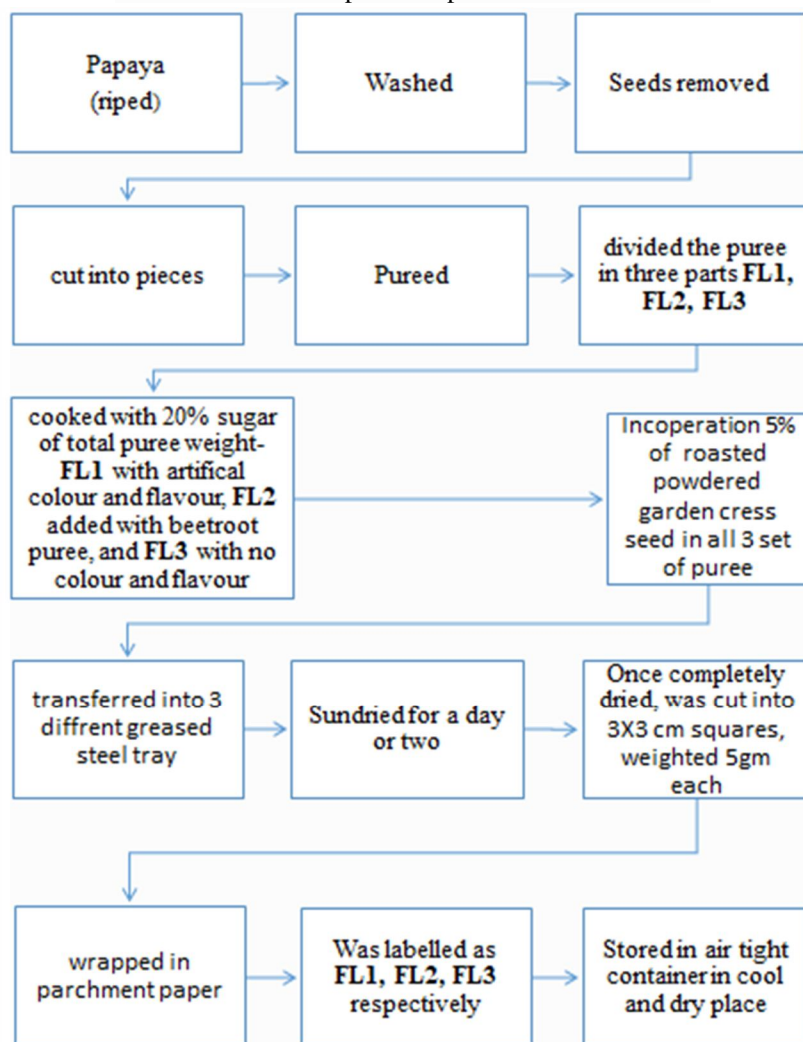 Papaya
(riped)
Washed
Seeds removed
cut into pieces
Pureed
divided the puree
in three parts FL1,
FL2, FL3
cooked with 20% sugar
of total puree weight-
FL1 with artifical
colour and flavour, FL2
added with beetroot
puree, and FL3 with no
colour and flavour
Incoperation 5%
of roasted
powdered
garden cress
seed in all 3 set
of puree
transferred into 3
diffrent greased
steel tray
Sundried for a day
or two
Once completely
dried, was cut into
3X3 cm squares,
weighted 5gm
each
wrapped in
parchment paper
Was labelled as
FL1, FL2, FL3
respectively
Stored in air tight
container in cool
and dry place